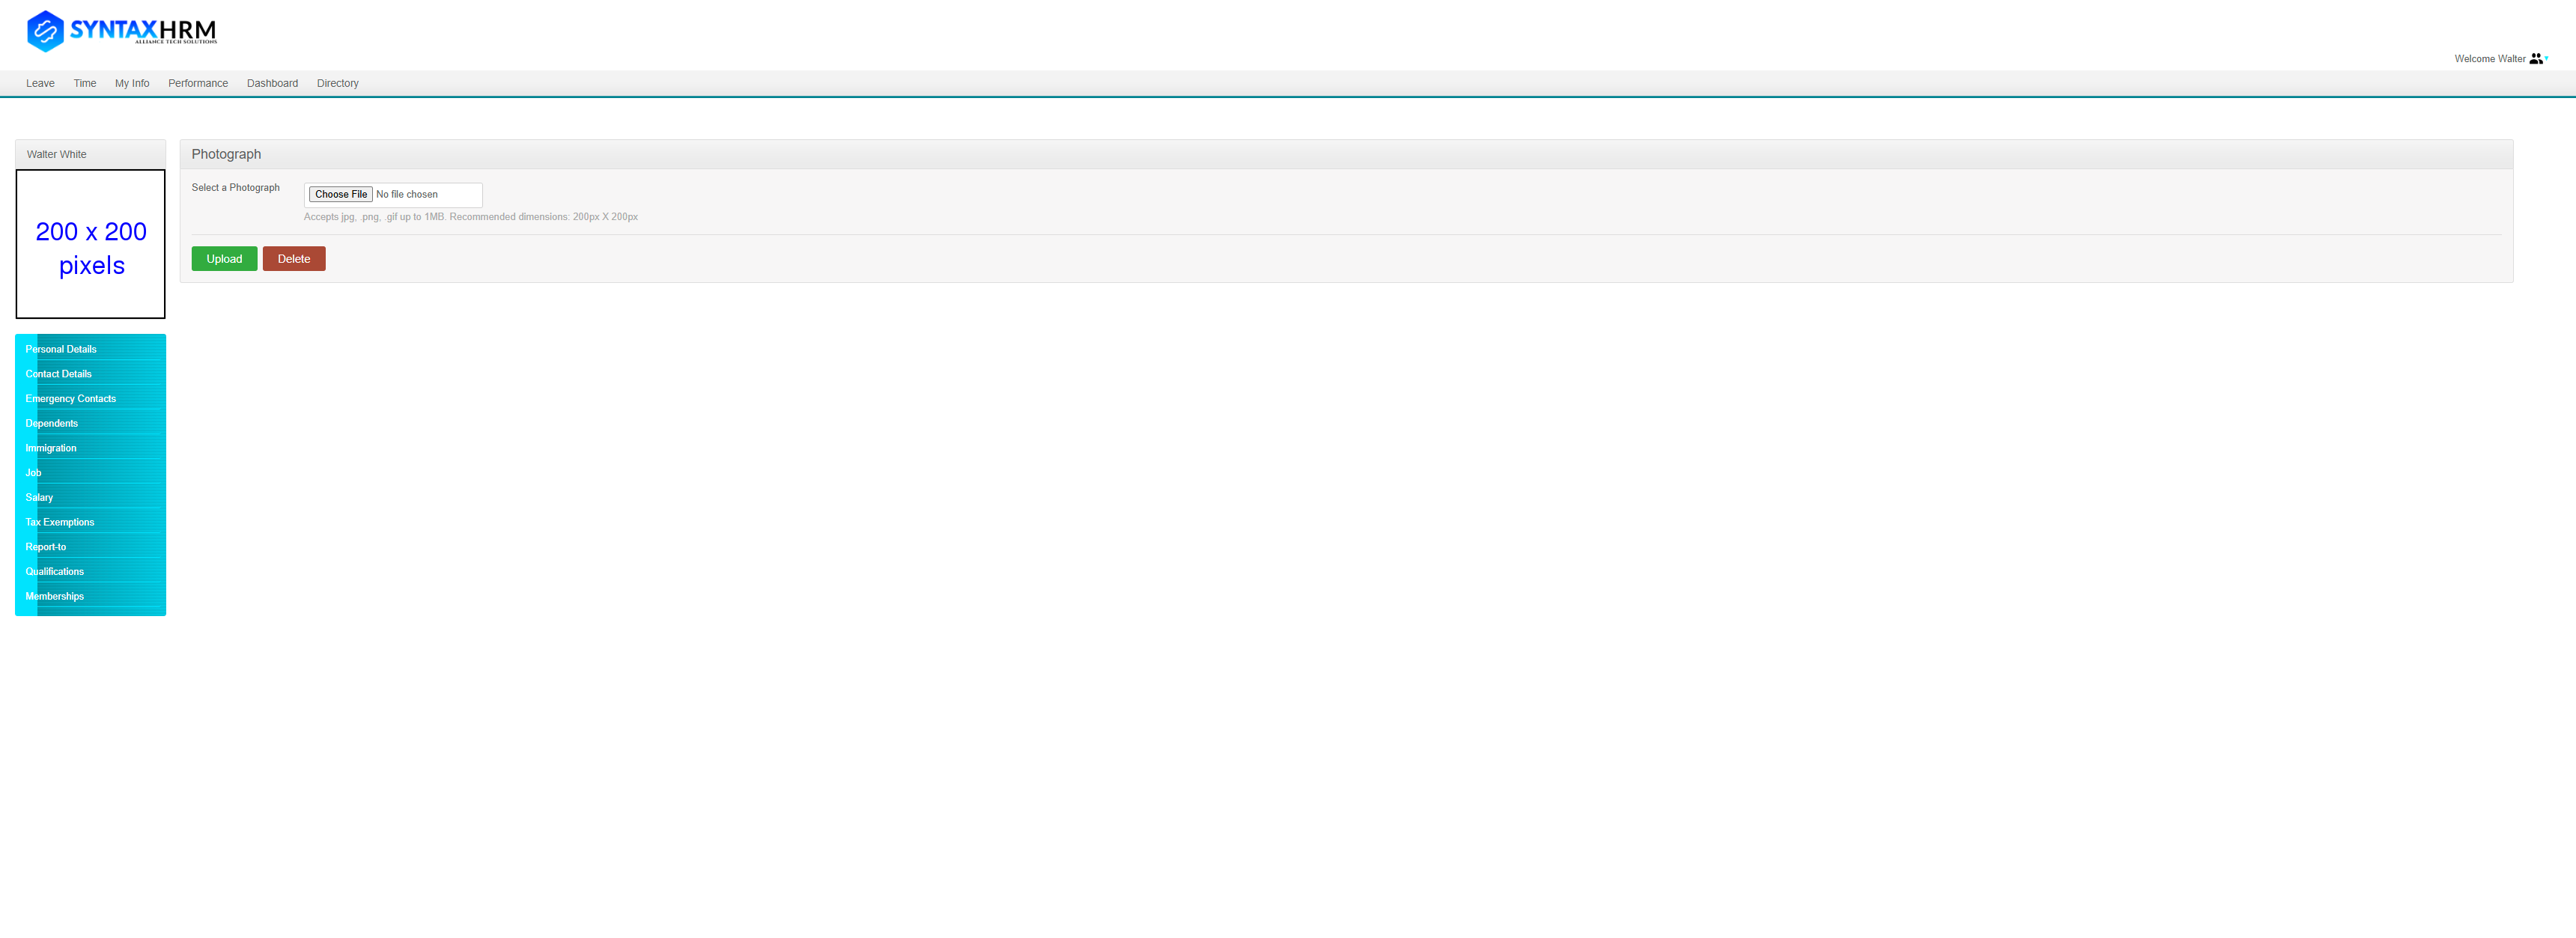 SYNTAXHRM
ALLIANCE TECH SOLUTIONS
Welcome Walter
Leave Time My Info Performance Dashboard Directory
Walter White
Photograph
200 x 200
pixels
Select a Photograph
Choose File No file chosen
Accepts jpg, .png, .gif up to 1MB. Recommended dimensions: 200px X 200px
Upload Delete
Personal Details
Contact Details
Emergency Contacts
Dependents
Immigration
Job
Salary
Tax Exemptions
Report-to
Qualifications
Memberships